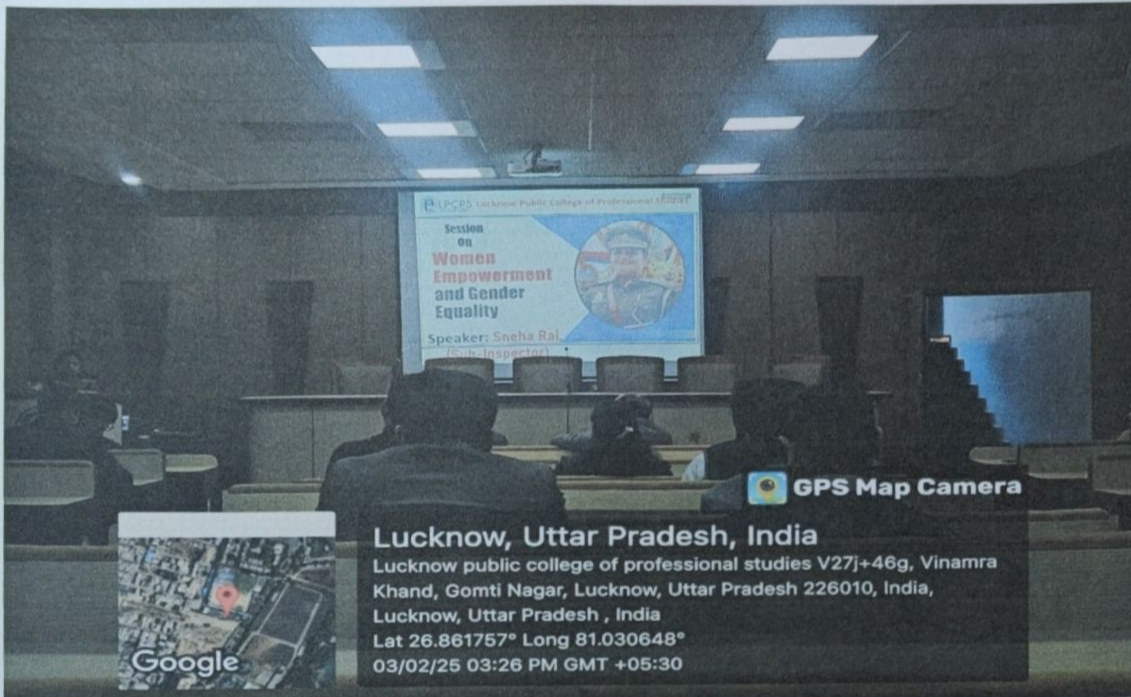 LPCPS Lucknow Public College of Professional Studies
Session
On
Women
Empowerment
and Gender
Equality
Speaker: Sneha Rai
(Sub-Inspector)
GPS Map Camera
Lucknow, Uttar Pradesh, India
Lucknow public college of professional studies V27j+46g, Vinamra
Khand, Gomti Nagar, Lucknow, Uttar Pradesh 226010, India,
Lucknow, Uttar Pradesh , India
Lat 26.861757° Long 81.030648°
03/02/25 03:26 PM GMT +05:30
Google